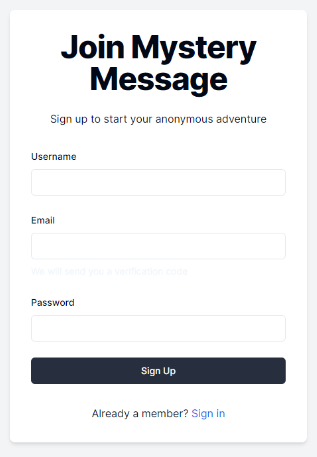 Join Mystery
Message
Sign up to start your anonymous adventure
Username
Email
We will send you a verification code
Password
Sign Up
Already a member? Sign in